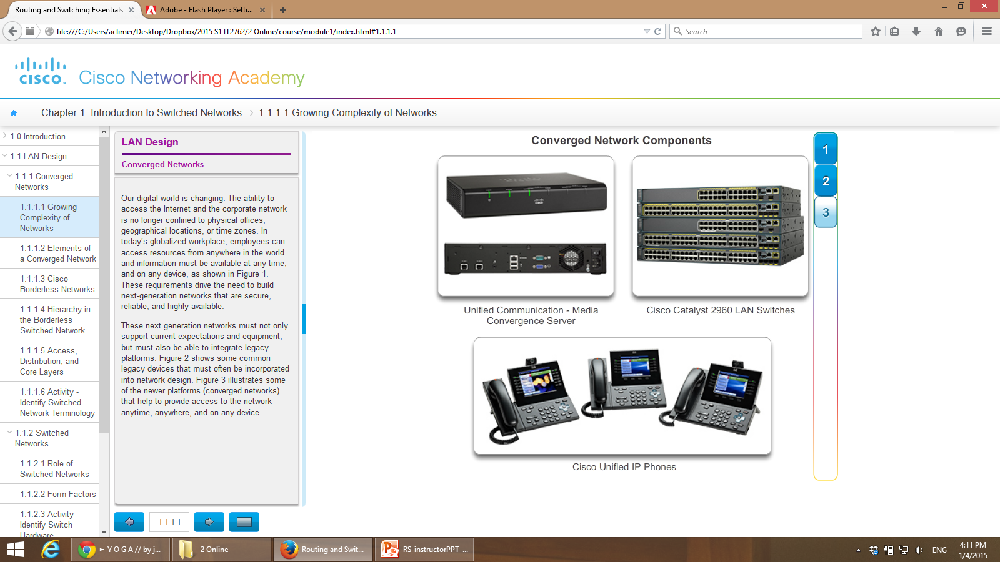 Routing and Switching Essentials
Adobe - Flash Player : Setti...
file:///C:/Users/aclimer/Desktop/Dropbox/2015 S1 IT2762/2 Online/course/module1/index.html#1.1.1.1
Search
CISCO
Cisco Networking Academy
Chapter 1: Introduction to Switched Networks
1.1.1.1 Growing Complexity of Networks
1.0 Introduction
1.1 LAN Design
1.1.1 Converged
Networks
1.1.1.1 Growing
Complexity of
Networks
1.1.1.2 Elements of
a Converged Network
1.1.1.3 Cisco
Borderless Networks
1.1.1.4 Hierarchy in
the Borderless
Switched Network
1.1.1.5 Access,
Distribution, and
Core Layers
1.1.1.6 Activity -
Identify Switched
Network Terminology
1.1.2 Switched
Networks
1.1.2.1 Role of
Switched Networks
1.1.2.2 Form Factors
1.1.2.3 Activity -
Identify Switch
Hardware
LAN Design
Converged Networks
Our digital world is changing. The ability to
access the Internet and the corporate network
is no longer confined to physical offices,
geographical locations, or time zones. In
today's globalized workplace, employees can
access resources from anywhere in the world
and information must be available at any time,
and on any device, as shown in Figure 1.
These requirements drive the need to build
next-generation networks that are secure,
reliable, and highly available.
These next generation networks must not only
support current expectations and equipment,
but must also be able to integrate legacy
platforms. Figure 2 shows some common
legacy devices that must often be incorporated
into network design. Figure 3 illustrates some
of the newer platforms (converged networks)
that help to provide access to the network
anytime, anywhere, and on any device.
1.1.1.1
Converged Network Components
CISCO
Unified Communication - Media
Convergence Server
Cisco Catalyst 2960 LAN Switches
Cisco Unified IP Phones
1
2
3
► Y O G A // by j...
2 Online
Routing and Swit...
RS_instructorPPT_...
ENG
4:11 PM
1/4/2015